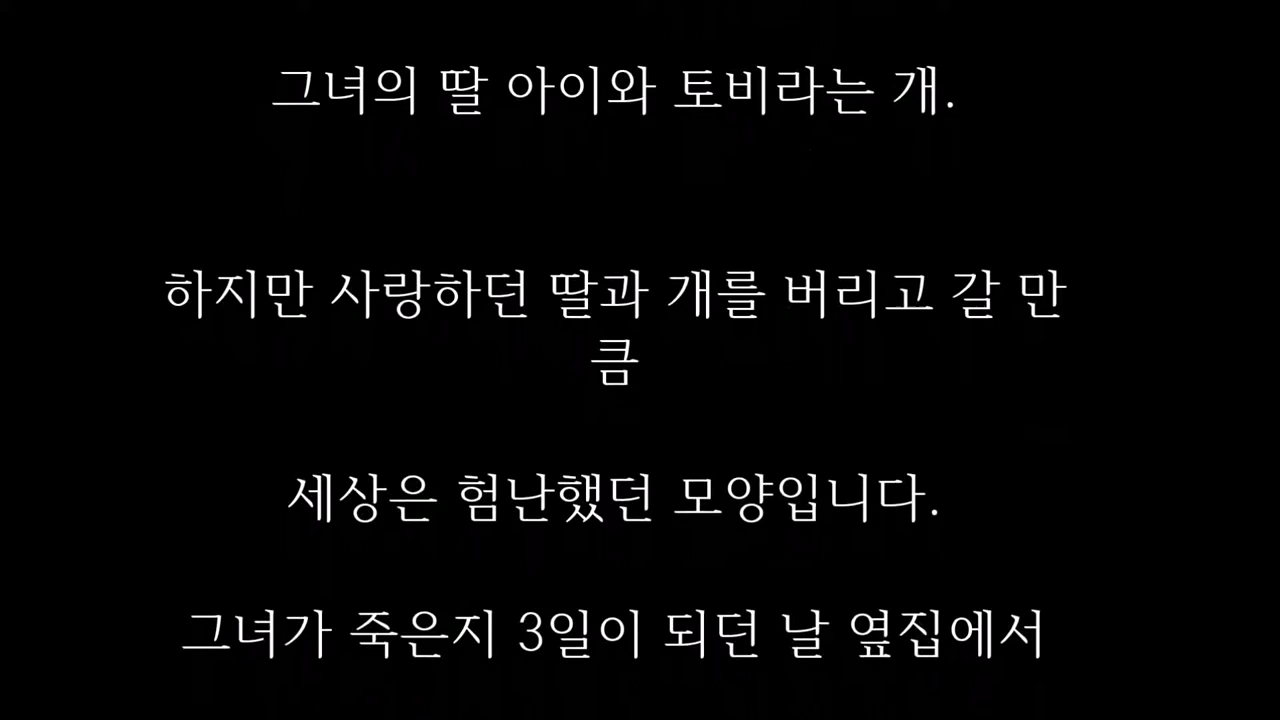 그녀의 딸 아이와 토비라는 개.
하지만 사랑하던 딸과 개를 버리고 갈 만
큼
세상은 험난했던 모양입니다.
그녀가 죽은지 3일이 되던 날 옆집에서